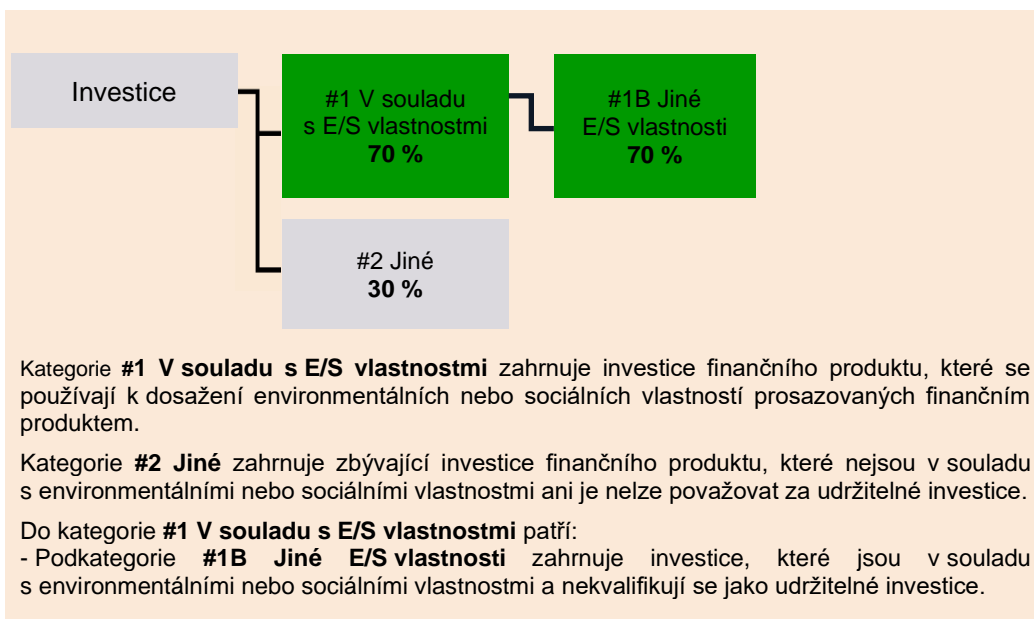 Investice
#1 V souladu
s E/S vlastnostmi
70 %
#1B Jiné
E/S vlastnosti
70 %
#2 Jiné
30 %
Kategorie #1 V souladu s E/S vlastnostmi zahrnuje investice finančního produktu, které se
používají k dosažení environmentálních nebo sociálních vlastností prosazovaných finančním
produktem.
Kategorie #2 Jiné zahrnuje zbývající investice finančního produktu, které nejsou v souladu
s environmentálními nebo sociálními vlastnostmi ani je nelze považovat za udržitelné investice.
Do kategorie #1 V souladu s E/S vlastnostmi patří:
- Podkategorie #1B Jiné E/S vlastnosti zahrnuje investice, které jsou v souladu
s environmentálními nebo sociálními vlastnostmi a nekvalifikují se jako udržitelné investice.